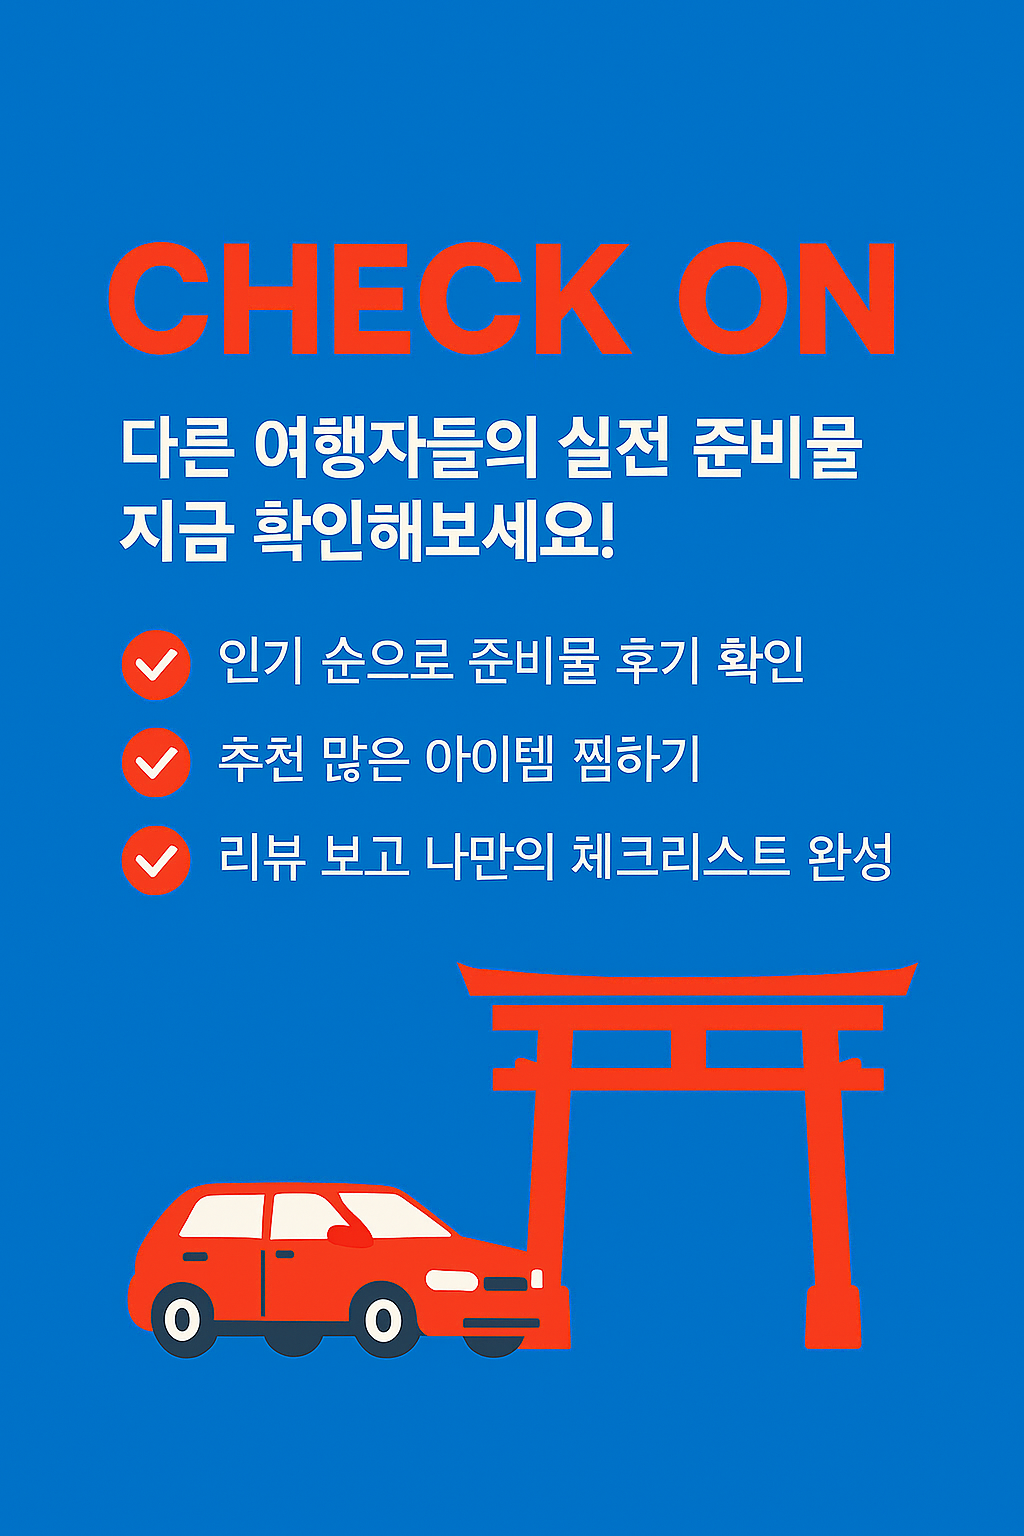 CHECK ON
다른 여행자들의 실전 준비물
지금 확인해보세요!
인기 순으로 준비물 후기 확인
추천 많은 아이템 찜하기
리뷰 보고 나만의 체크리스트 완성